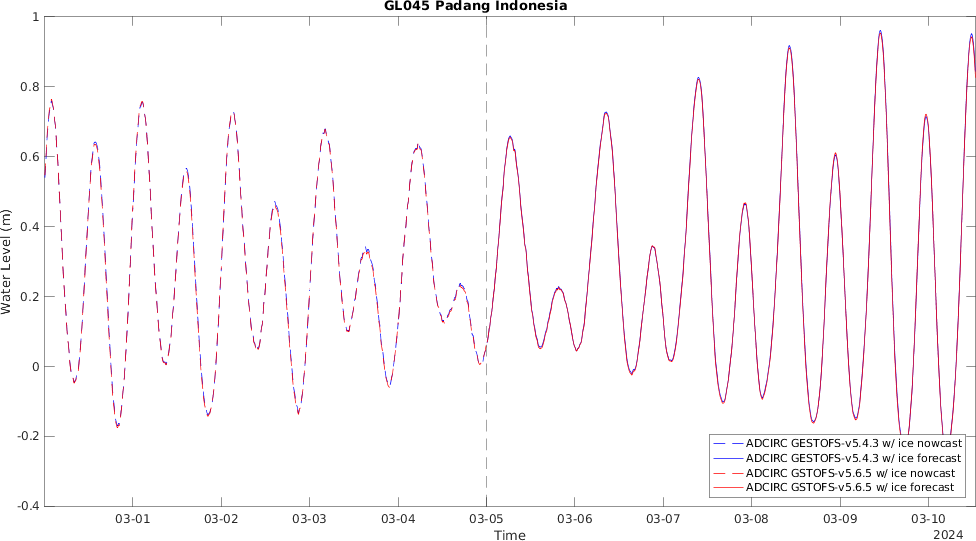 GL045 Padang Indonesia
1
0.8
0.6
0.4
0.2
0
-0.2
-0.4
Water Level (m)
ADCIRC GESTOFS-v5.4.3 w/ ice nowcast
ADCIRC GESTOFS-v5.4.3 w/ ice forecast
ADCIRC GSTOFS-v5.6.5 w/ ice nowcast
ADCIRC GSTOFS-v5.6.5 w/ ice forecast
03-01 03-02 03-03 03-04 03-05 03-06 03-07 03-08 03-09 03-10
Time
2024